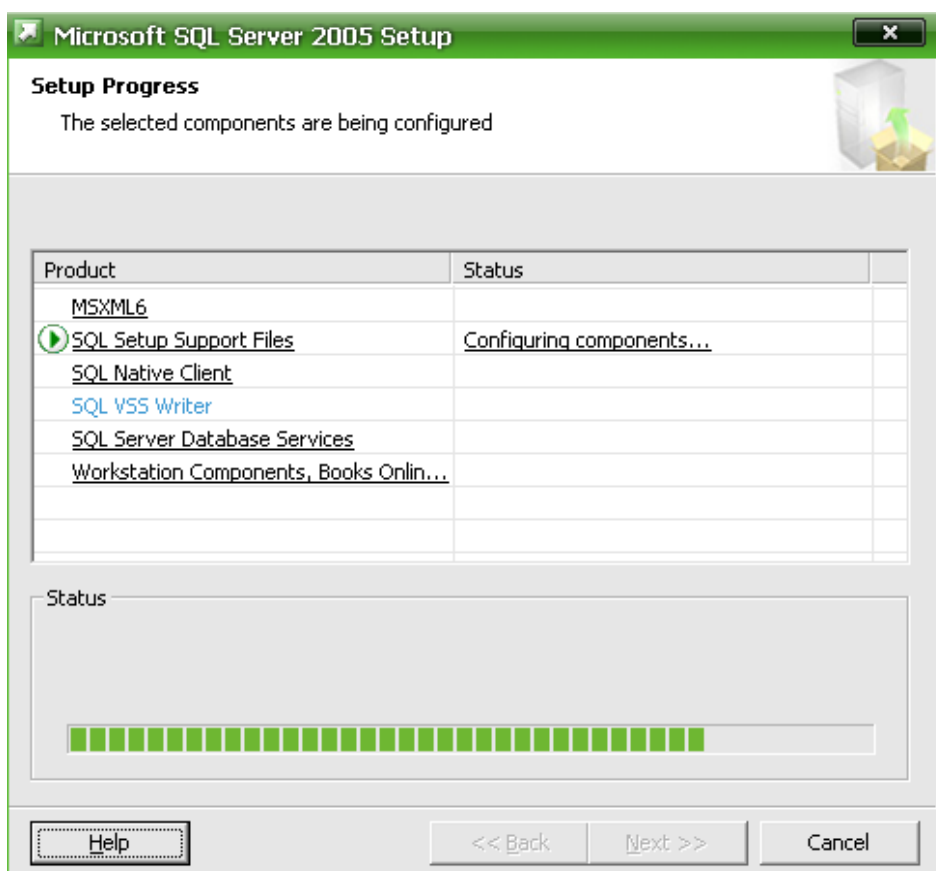 Microsoft SQL Server 2005 Setup
Setup Progress
The selected components are being configured
Product Status
MSXML6
SQL Setup Support Files Configuring components...
SQL Native Client
SQL VSS Writer
SQL Server Database Services
Workstation Components, Books Onlin...
Status
Help << Back Next >> Cancel